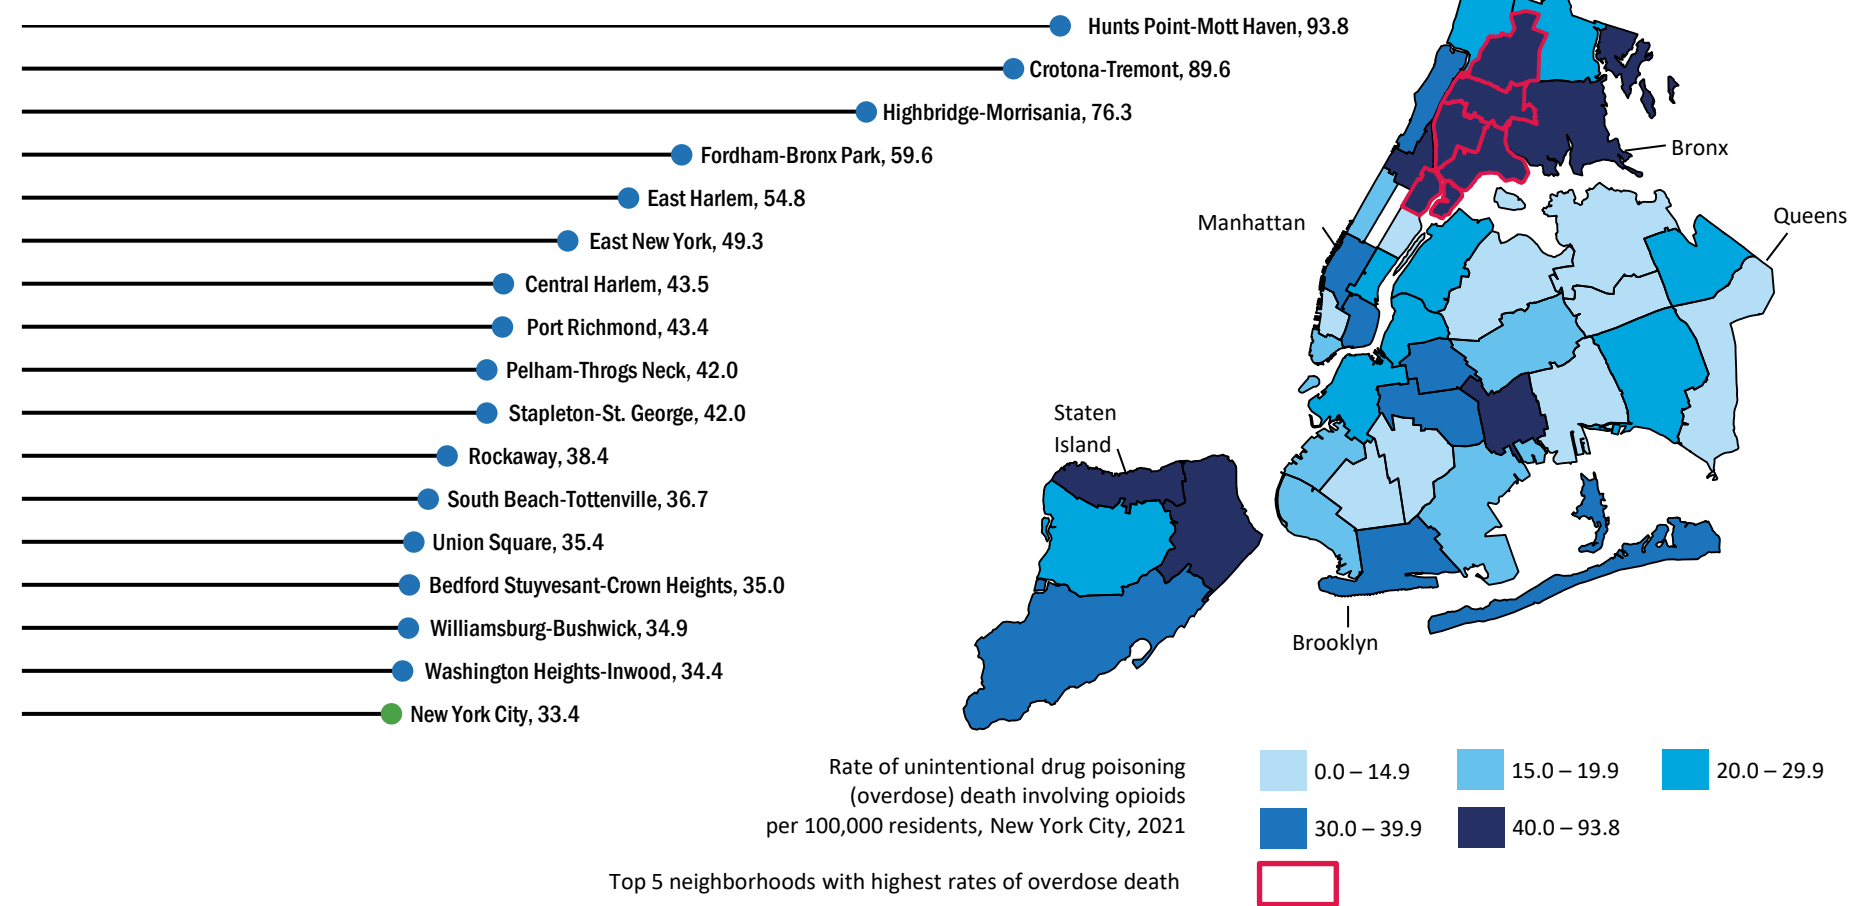 Hunts Point-Mott Haven, 93.8
Crotona-Tremont, 89.6
Highbridge-Morrisania, 76.3
Fordham-Bronx Park, 59.6
East Harlem, 54.8
East New York, 49.3
Central Harlem, 43.5
Port Richmond, 43.4
Pelham-Throgs Neck, 42.0
Stapleton-St. George, 42.0
Rockaway, 38.4
South Beach-Tottenville, 36.7
Union Square, 35.4
Bedford Stuyvesant-Crown Heights, 35.0
Williamsburg-Bushwick, 34.9
Washington Heights-Inwood, 34.4
New York City, 33.4
Bronx
Manhattan
Queens
Staten
Island
Brooklyn
Rate of unintentional drug poisoning
(overdose) death involving opioids
per 100,000 residents, New York City, 2021
0.0 – 14.9
15.0 – 19.9
20.0 – 29.9
30.0 – 39.9
40.0 – 93.8
Top 5 neighborhoods with highest rates of overdose death